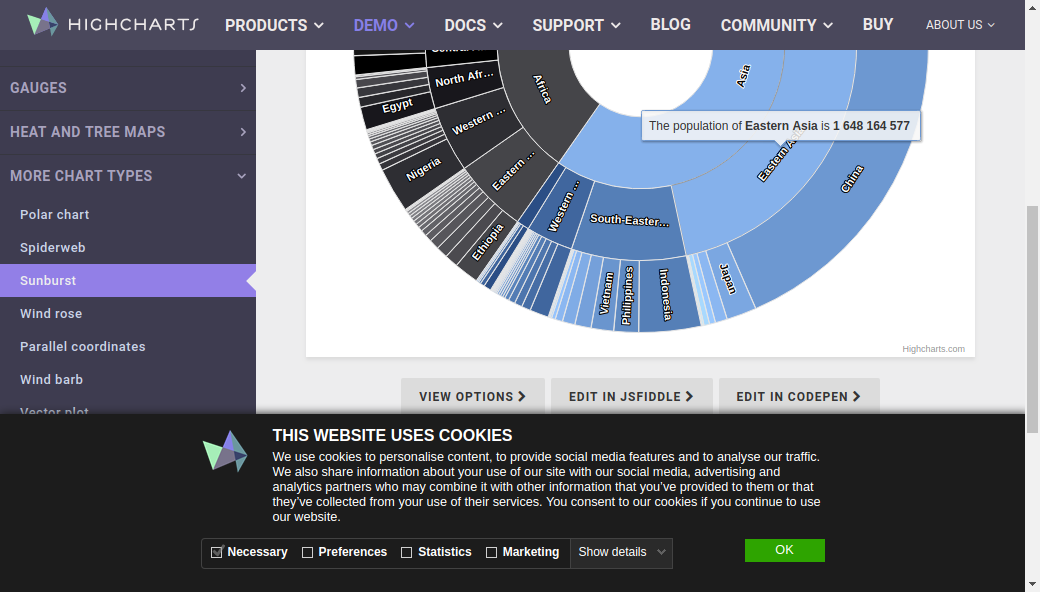 HIGHCHARTS
PRODUCTS
DEMO
DOCS
SUPPORT
BLOG
COMMUNITY
BUY
ABOUT US
GAUGES
HEAT AND TREE MAPS
MORE CHART TYPES
Polar chart
Spiderweb
Sunburst
Wind rose
Parallel coordinates
Wind barb
Vector plot
North Afr…
Egypt
Western …
Nigeria
Africa
Eastern …
Ethiopia
Asia
The population of Eastern Asia is 1 648 164 577
China
Western …
South-Easter…
Vietnam
Philippines
Indonesia
Japan
Highcharts.com
VIEW OPTIONS
EDIT IN JSFIDDLE
EDIT IN CODEPEN
THIS WEBSITE USES COOKIES
We use cookies to personalise content, to provide social media features and to analyse our traffic.
We also share information about your use of our site with our social media, advertising and
analytics partners who may combine it with other information that you've provided to them or that
they've collected from your use of their services. You consent to our cookies if you continue to use
our website.
Necessary
Preferences
Statistics
Marketing
Show details
OK